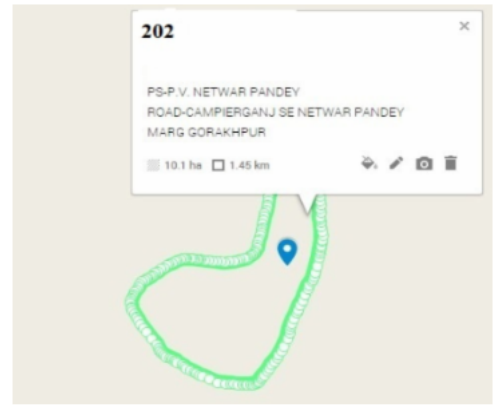 202
×
PS-P.V. NETWAR PANDEY
ROAD-CAMPIERGANJ SE NETWAR PANDEY
MARG GORAKHPUR
10.1 ha 1.45 km